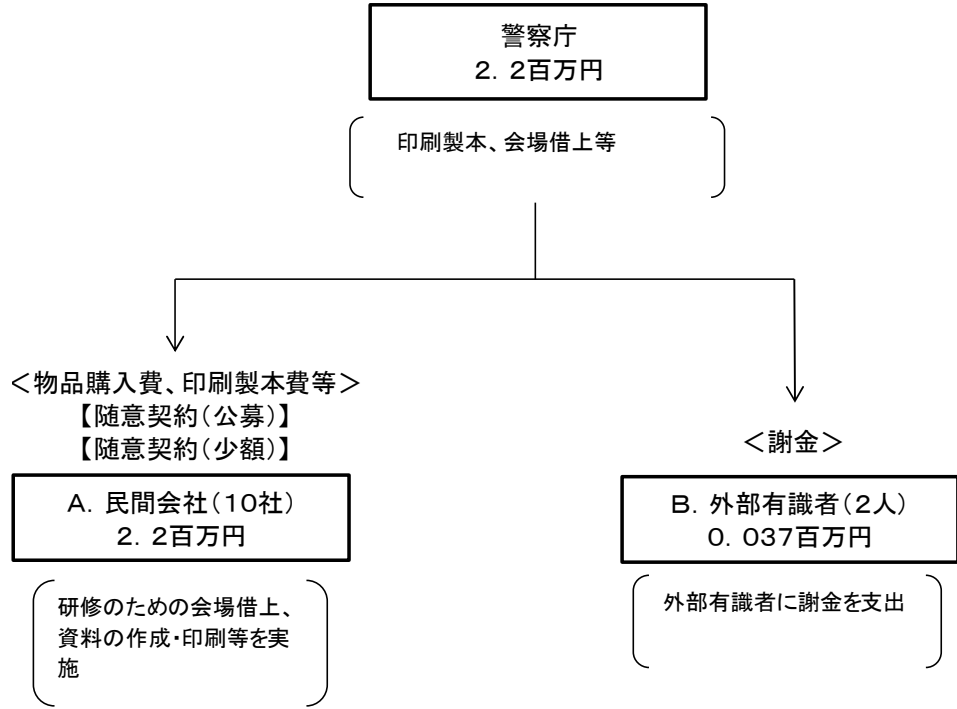 警察庁
2．2百万円
印刷製本、会場借上等
＜物品購入費、印刷製本費等＞
【随意契約（公募）】
【随意契約（少額）】
A．民間会社（10社）
2．2百万円
研修のための会場借上、
資料の作成・印刷等を実
施
＜謝金＞
B．外部有識者（2人）
0．037百万円
外部有識者に謝金を支出